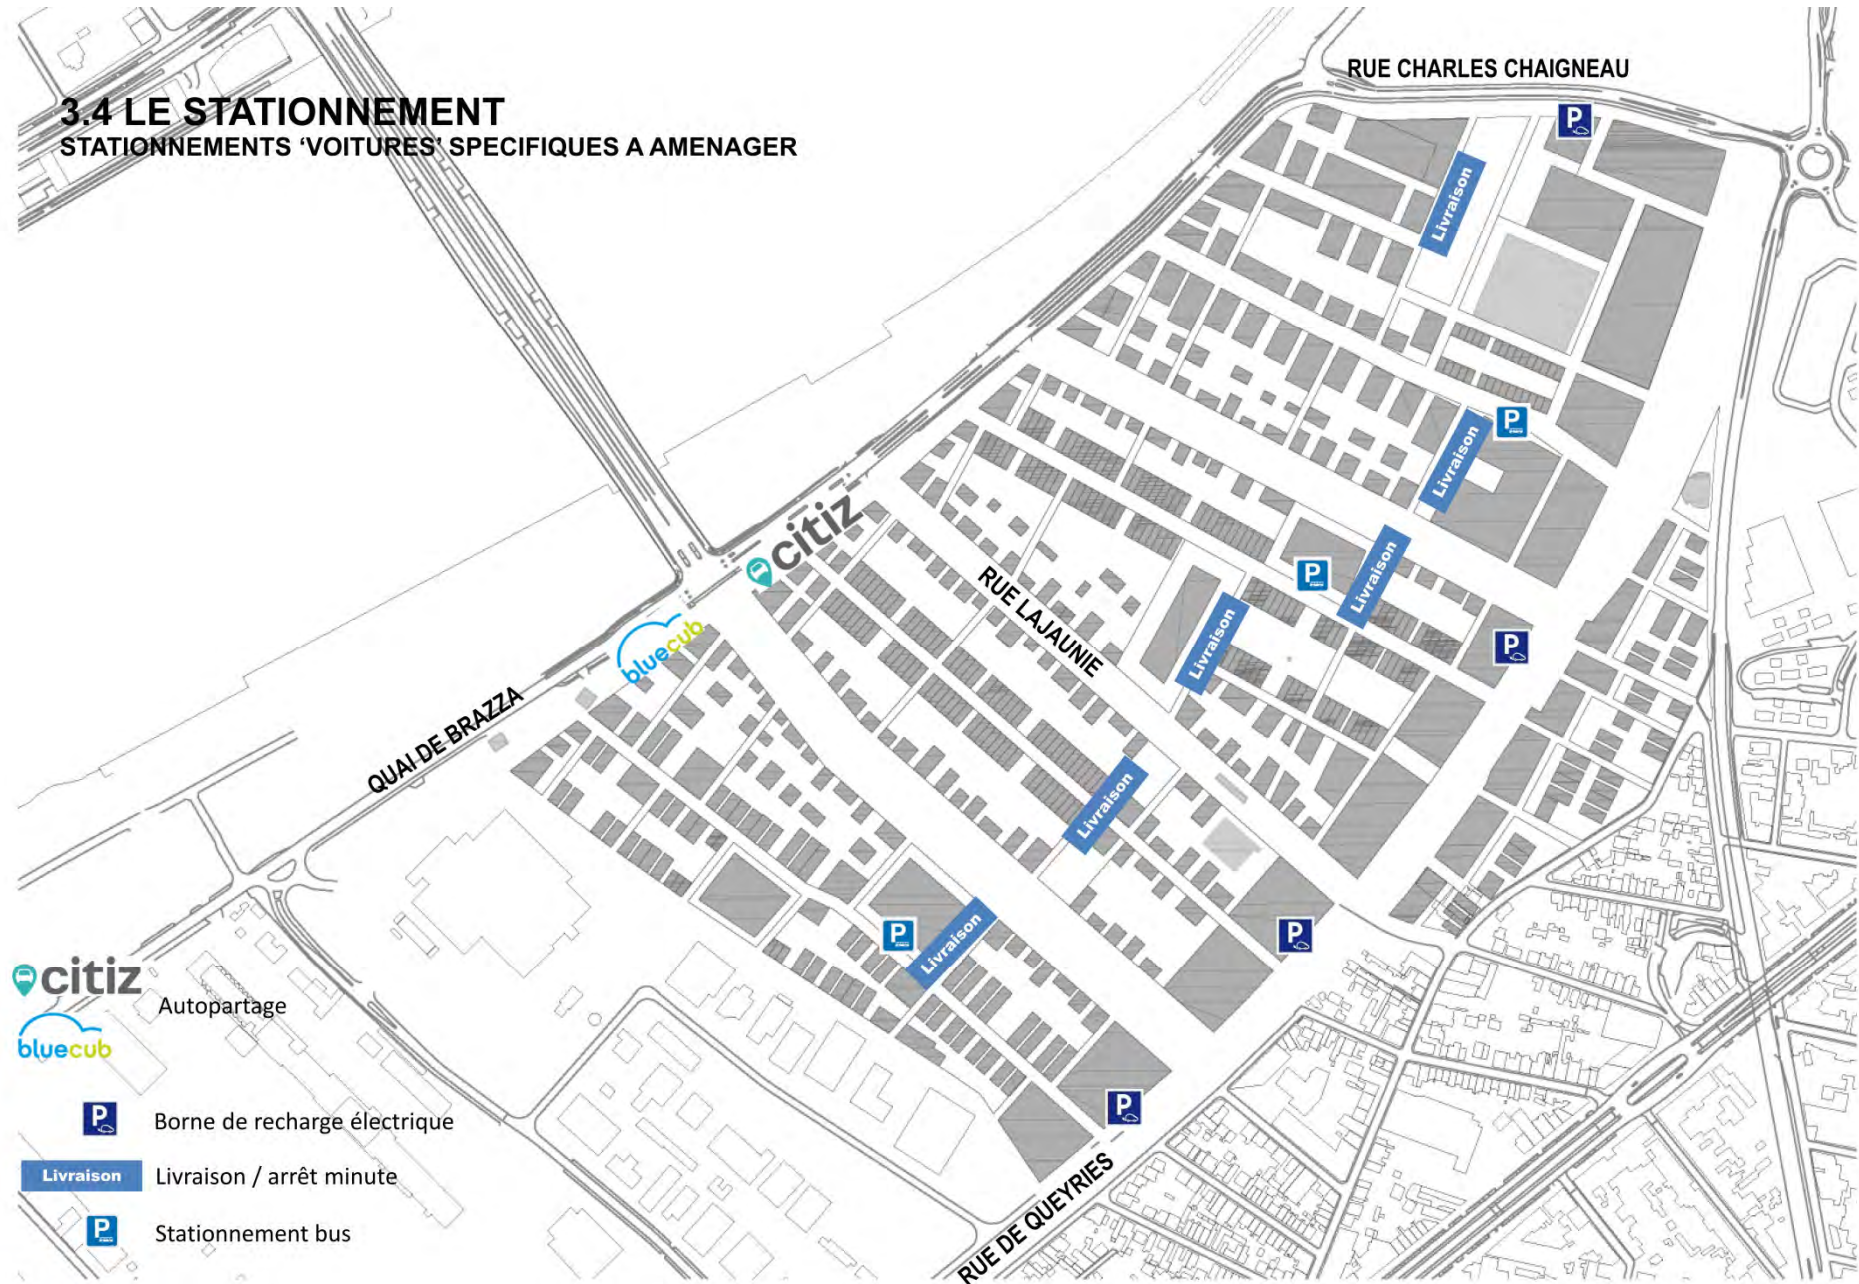 3.4 LE STATIONNEMENT
STATIONNEMENTS ‘VOITURES’ SPECIFIQUES A AMENAGER
RUE CHARLES CHAIGNEAU
P
Livraison
P
Livraison
citiz
P
Livraison
RUE LAJAUNIE
Livraison
P
bluecub
QUAI DE BRAZZA
Livraison
P
Livraison
P
P
RUE DE QUEYRIES
citiz
Autopartage
bluecub
P
Borne de recharge électrique
Livraison
Livraison / arrêt minute
P
Stationnement bus